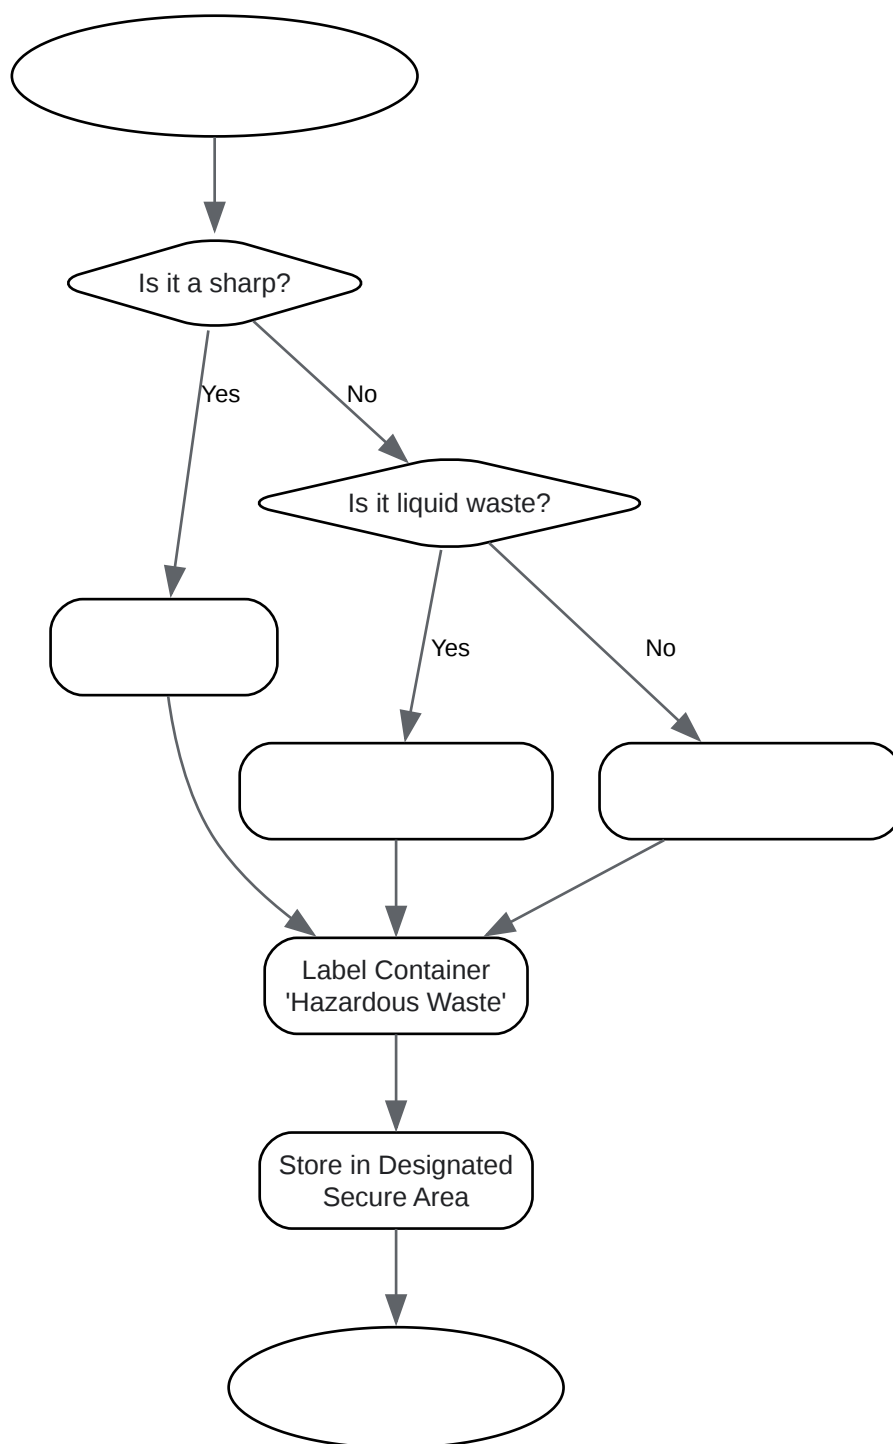 Is it a sharp?
Yes
No
Is it liquid waste?
Yes
No
Label Container
'Hazardous Waste'
Store in Designated
Secure Area